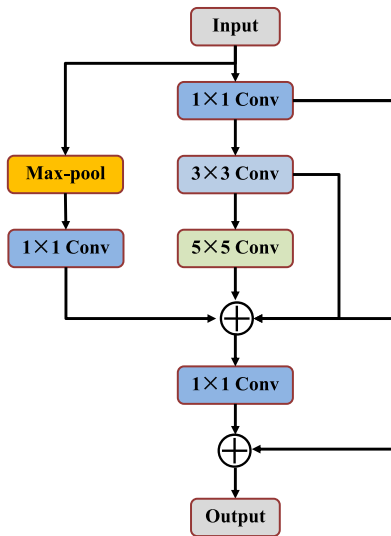 Input
1×1 Conv
Max-pool
3×3 Conv
1×1 Conv
5×5 Conv
1×1 Conv
Output